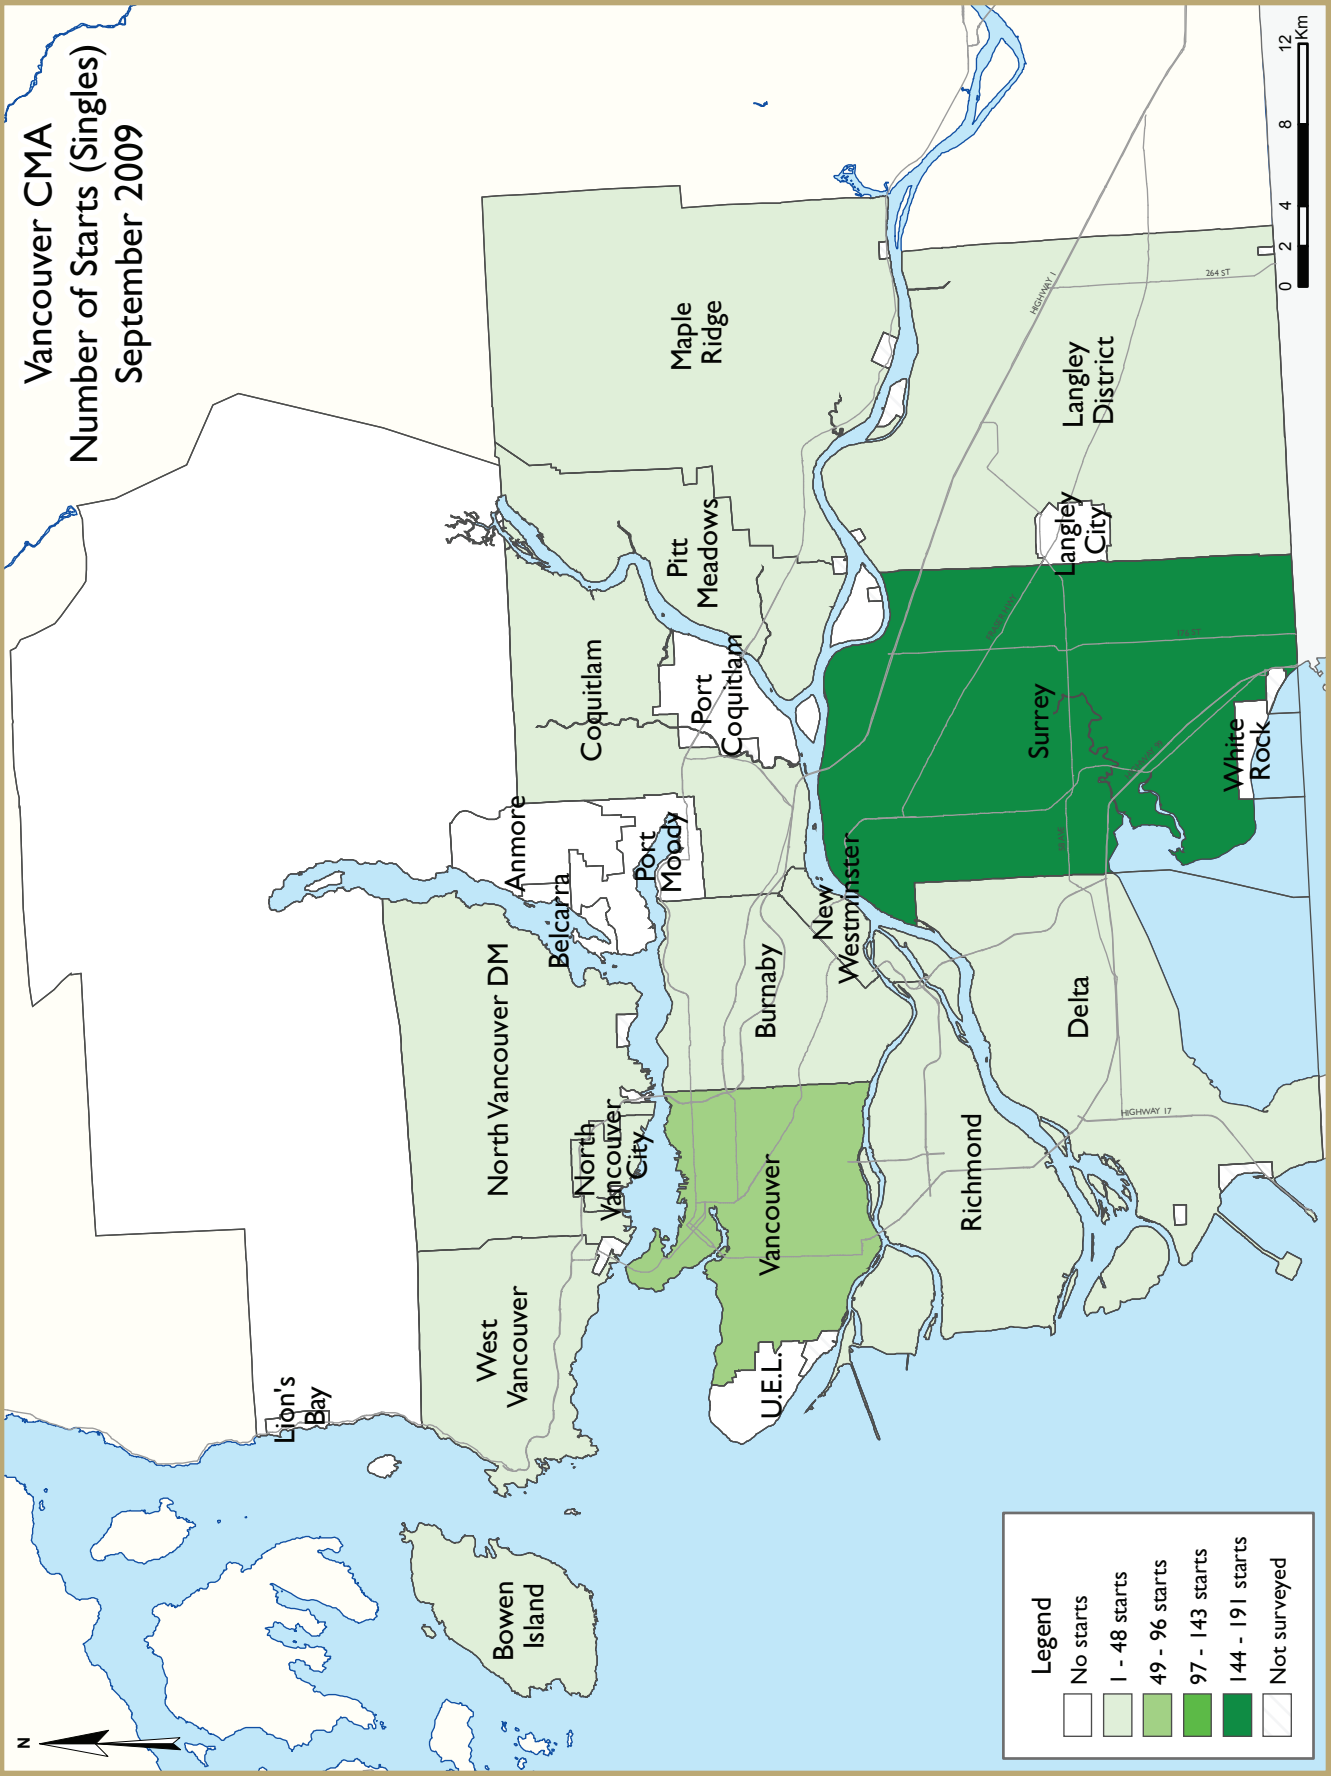 Vancouver CMA
Number of Starts (Singles)
September 2009
N
Lion's
Bay
Bowen
Island
West
Vancouver
North Vancouver DM
North
Vancouver
City
Belcarra
Anmore
Port
Moody
Coquitlam
Port
Coquitlam
Pitt
Meadows
Maple
Ridge
U.E.L.
Vancouver
Burnaby
New
Westminster
Richmond
Delta
Surrey
White
Rock
Langley
City
Langley
District
HIGHWAY 1
264 ST
176 ST
HIGHWAY 17
Legend
No starts
1 - 48 starts
49 - 96 starts
97 - 143 starts
144 - 191 starts
Not surveyed
0 2 4 8 12
Km